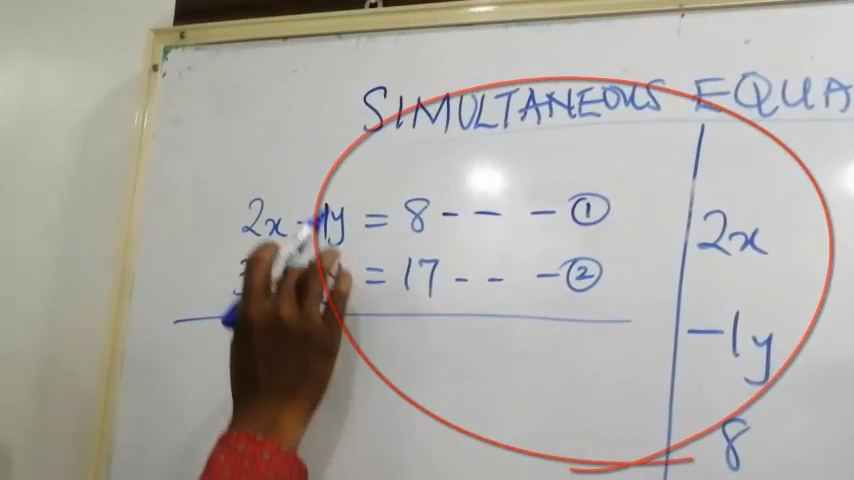 SIMULTANEOUS EQUA
2x - 1y = 8 - - - ①
= 17 - - - ②
2x
-1y
8